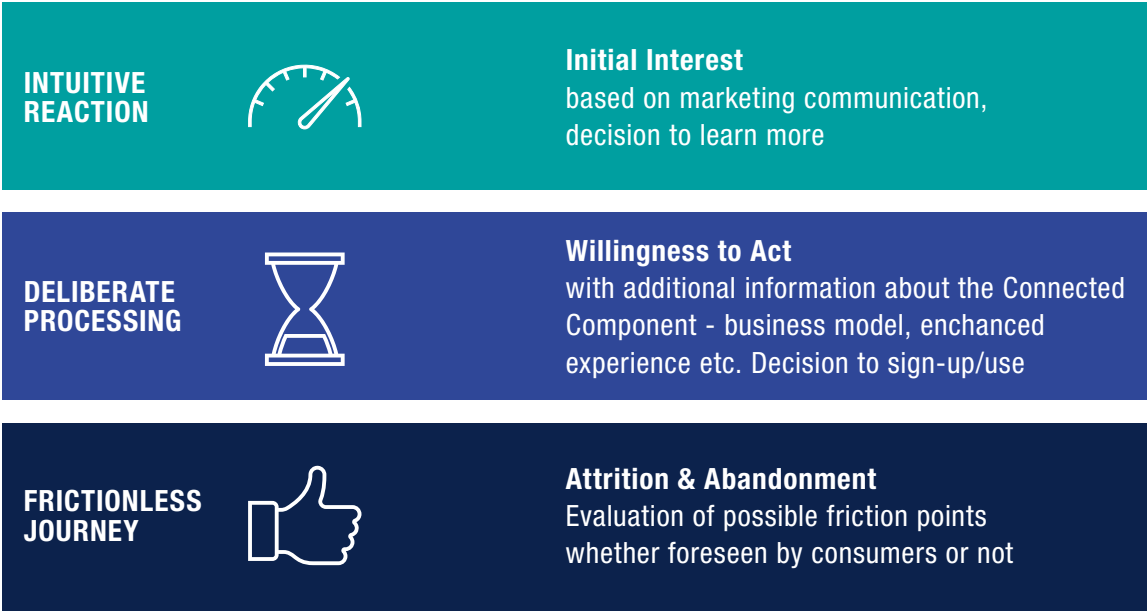 INTUITIVE
REACTION
Initial Interest
based on marketing communication,
decision to learn more
DELIBERATE
PROCESSING
Willingness to Act
with additional information about the Connected
Component - business model, enchanced
experience etc. Decision to sign-up/use
FRICTIONLESS
JOURNEY
Attrition & Abandonment
Evaluation of possible friction points
whether foreseen by consumers or not